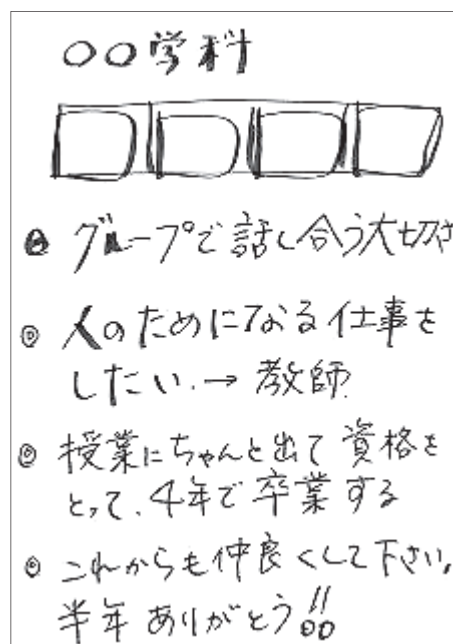 ○○学科
◎ グループで話し合う大切さ
◎ 人のためになる仕事を
したい.→ 教師.
◎ 授業にちゃんと出て 資格を
とって、4年で卒業する
◎ これからも仲良くして下さい。
半年 ありがとう!!